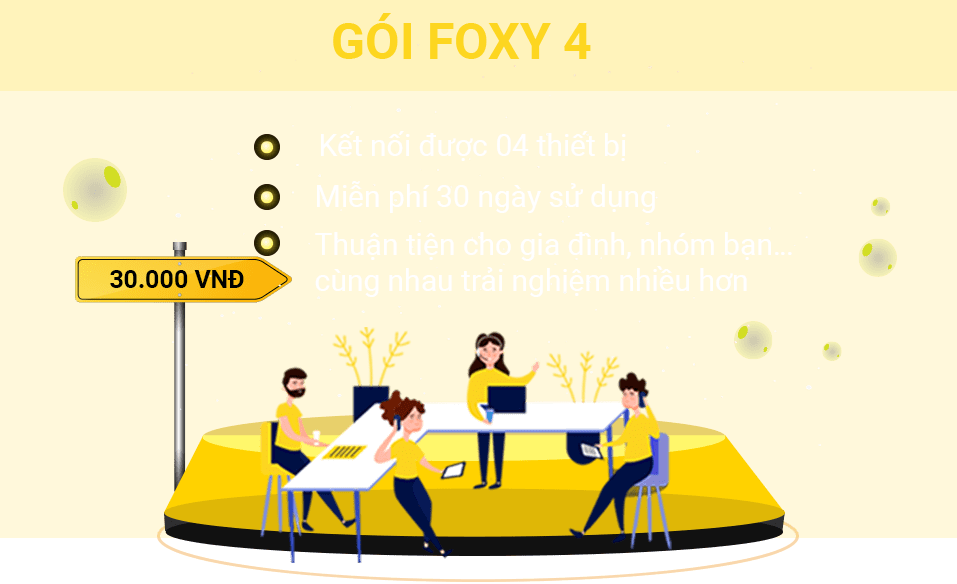 GÓI FOXY 4
Kết nối được 04 thiết bị
Miễn phí 30 ngày sử dụng
Thuận tiện cho gia đình, nhóm bạn...
cùng nhau trải nghiệm nhiều hơn
30.000 VNĐ